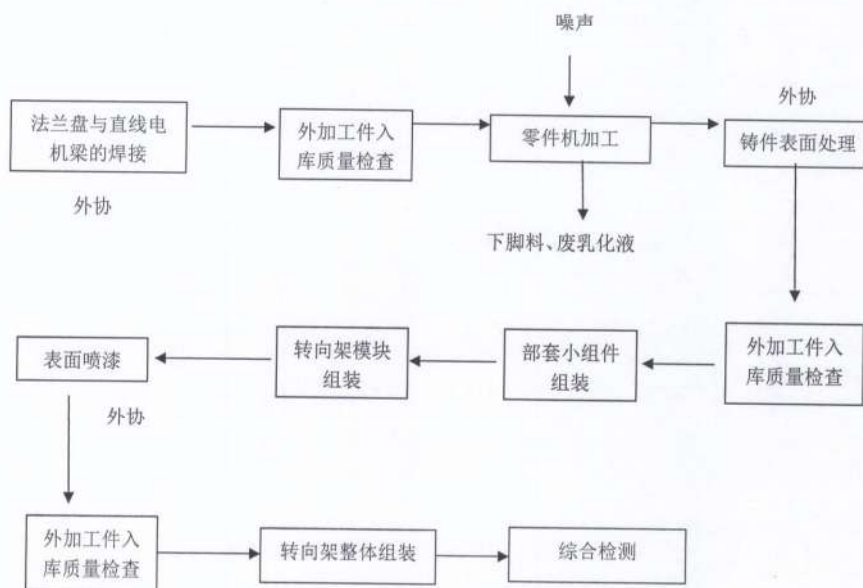 噪声
法兰盘与直线电
机梁的焊接
外加工件入
库质量检查
零件机加工
外协
铸件表面处理
外协
下脚料、废乳化液
表面喷漆
转向架模块
组装
部套小组件
组装
外加工件入
库质量检查
外协
外加工件入
库质量检查
转向架整体组装
综合检测